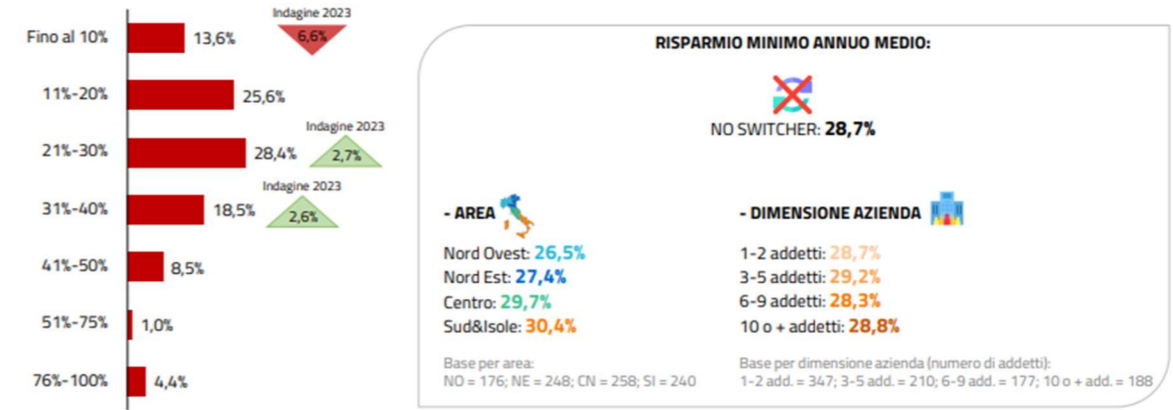 Indagine 2023
Fino al 10%
13,6%
6,6%
11%-20%
25,6%
Indagine 2023
21%-30%
28,4%
2,7%
Indagine 2023
31%-40%
18,5%
2,6%
41%-50%
8,5%
51%-75%
1,0%
76%-100%
4,4%
RISPARMIO MINIMO ANNUO MEDIO:
NO SWITCHER: 28,7%
- AREA
Nord Ovest: 26,5%
Nord Est: 27,4%
Centro: 29,7%
Sud&Isole: 30,4%
Base per area:
NO = 176; NE = 248; CN = 258; SI = 240
- DIMENSIONE AZIENDA
1-2 addetti: 28,7%
3-5 addetti: 29,2%
6-9 addetti: 28,3%
10 o + addetti: 28,8%
Base per dimensione azienda (numero di addetti):
1-2 add. = 347; 3-5 add. = 210; 6-9 add. = 177; 10 o + add. = 188